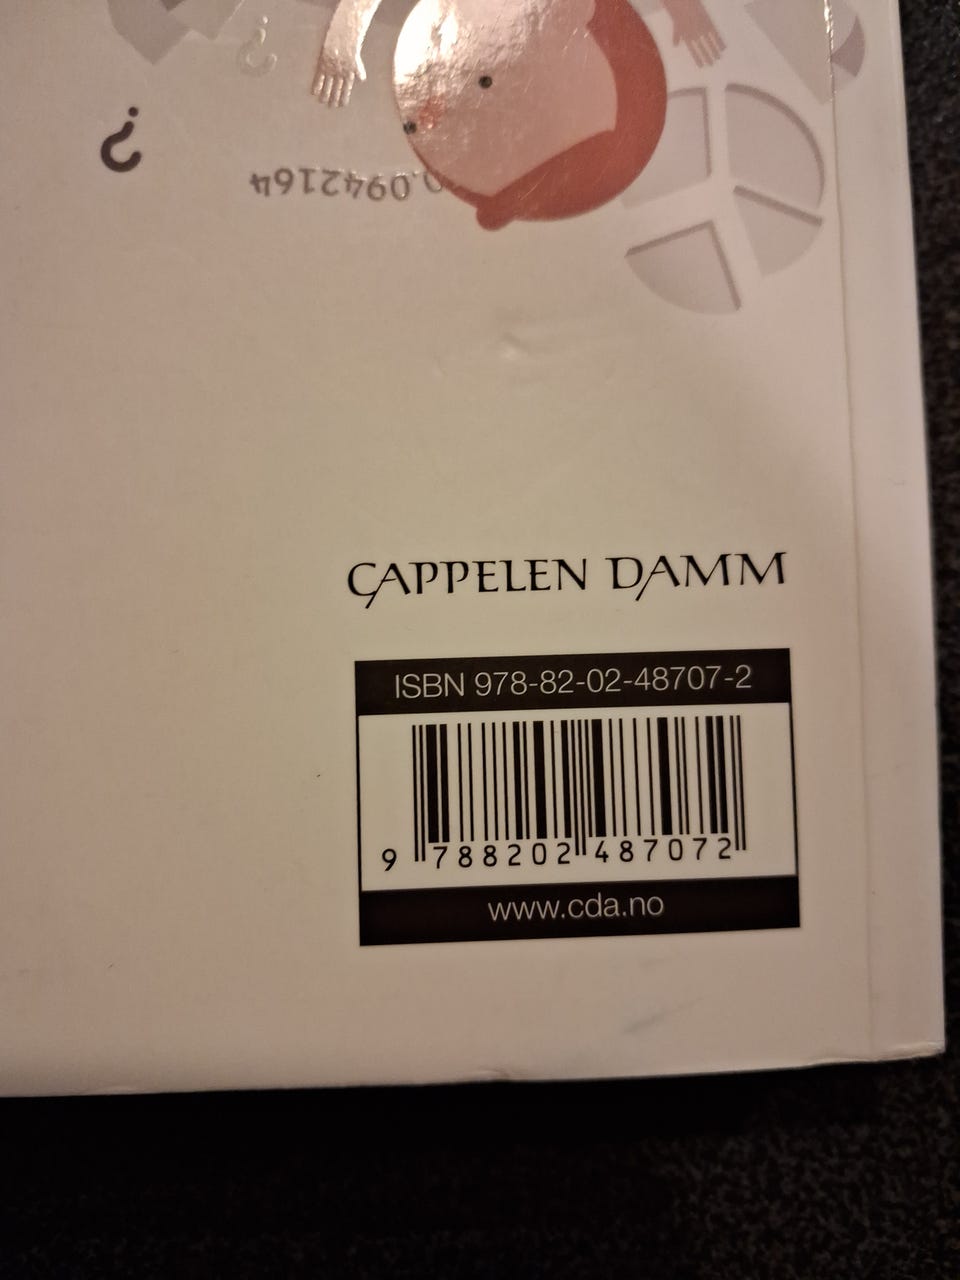 ?
?
0.0942164
CAPPELEN DAMM
ISBN 978-82-02-48707-2
9 788202 487072
www.cda.no